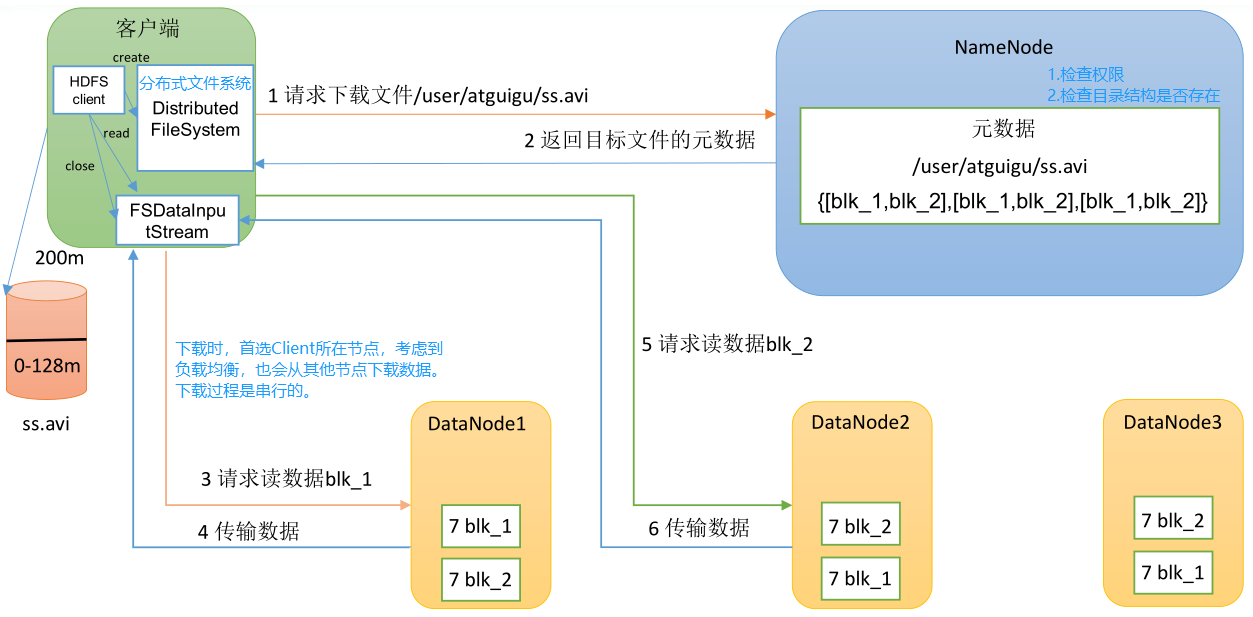 客户端
create
HDFS
client
分布式文件系统
Distributed
FileSystem
read
close
FSDataInpu
tStream
1 请求下载文件/user/atguigu/ss.avi
2 返回目标文件的元数据
NameNode
1.检查权限
2.检查目录结构是否存在
元数据
/user/atguigu/ss.avi
{[blk_1,blk_2],[blk_1,blk_2],[blk_1,blk_2]}
200m
0-128m
ss.avi
下载时，首选Client所在节点，考虑到
负载均衡，也会从其他节点下载数据。
下载过程是串行的。
5 请求读数据blk_2
3 请求读数据blk_1
4 传输数据
6 传输数据
DataNode1
7 blk_1
7 blk_2
DataNode2
7 blk_2
7 blk_1
DataNode3
7 blk_2
7 blk_1